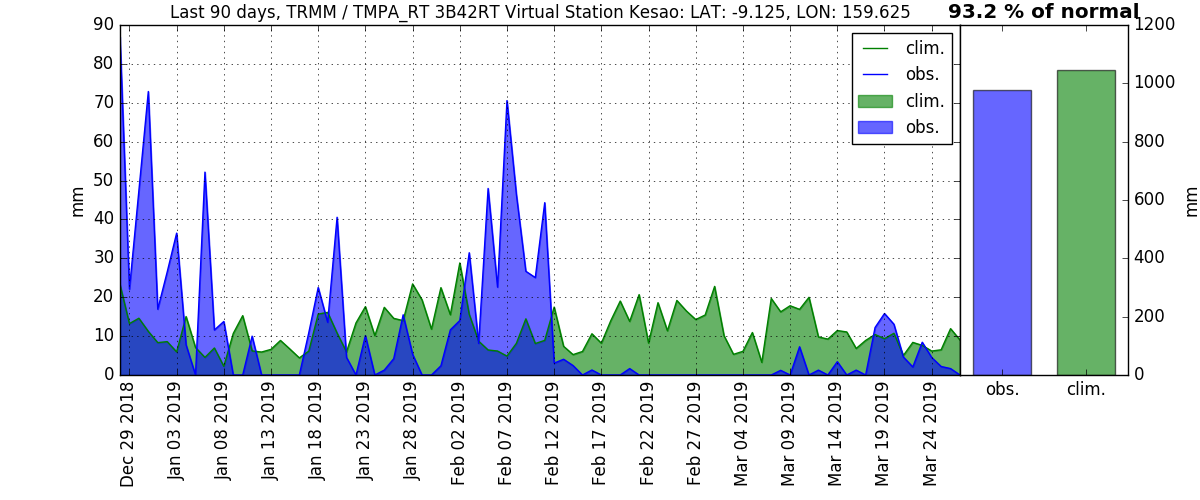 Last 90 days, TRMM / TMPA_RT 3B42RT Virtual Station Kesao: LAT: -9.125, LON: 159.625
93.2 % of normal
90
80
70
60
50
40
30
20
10
0
mm
clim.
obs.
clim.
obs.
1200
1000
800
600
400
200
0
mm
obs.
clim.
Dec 29 2018
Jan 03 2019
Jan 08 2019
Jan 13 2019
Jan 18 2019
Jan 23 2019
Jan 28 2019
Feb 02 2019
Feb 07 2019
Feb 12 2019
Feb 17 2019
Feb 22 2019
Feb 27 2019
Mar 04 2019
Mar 09 2019
Mar 14 2019
Mar 19 2019
Mar 24 2019